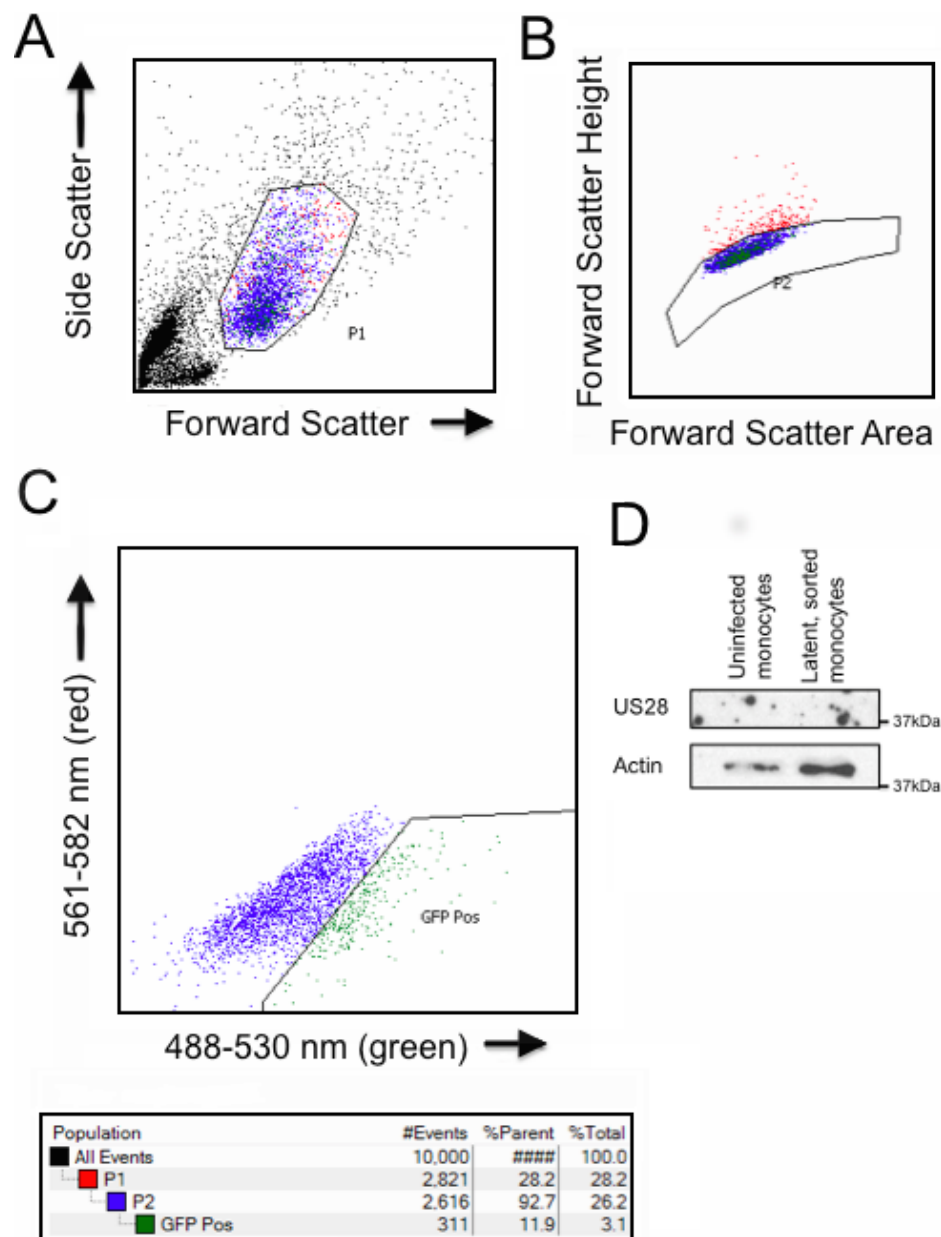 A
Side Scatter
P1
Forward Scatter
B
Forward Scatter Height
P2
Forward Scatter Area
C
561-582 nm (red)
GFP Pos
488-530 nm (green)
D
Uninfected
monocytes
Latent, sorted
monocytes
US28
37kDa
Actin
37kDa
Population #Events %Parent %Total
All Events 10,000 #### 100.0
P1 2,821 28.2 28.2
P2 2,616 92.7 26.2
GFP Pos 311 11.9 3.1